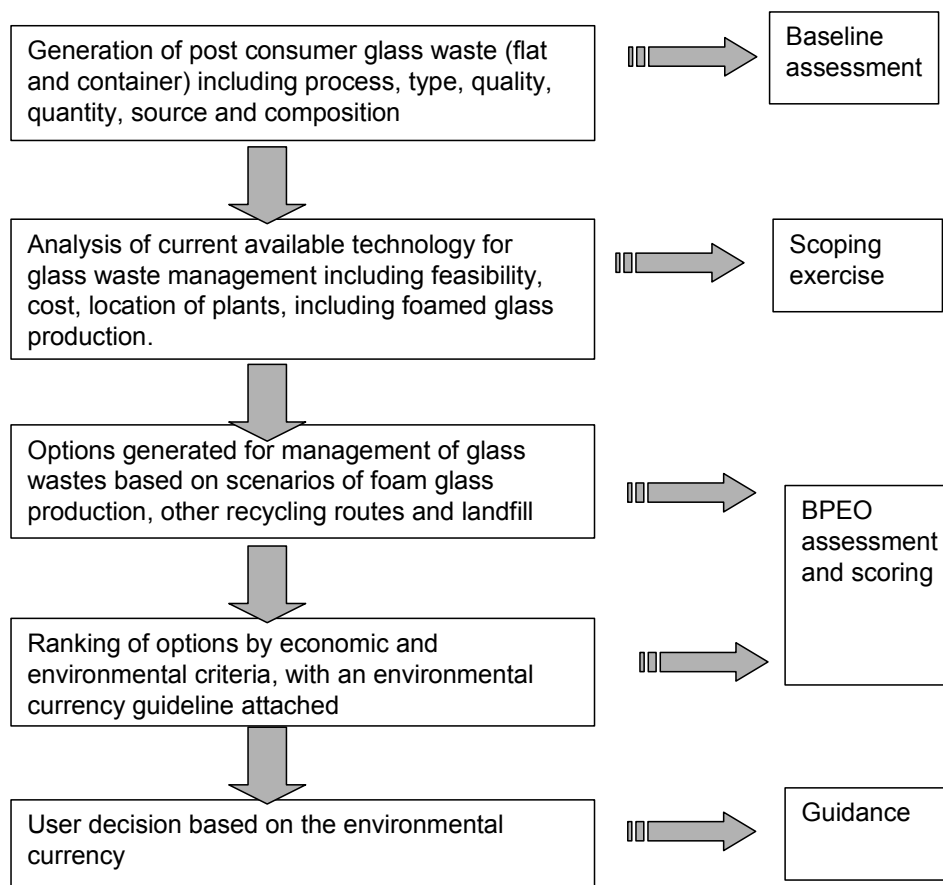 Generation of post consumer glass waste (flat
and container) including process, type, quality,
quantity, source and composition
Baseline
assessment
Analysis of current available technology for
glass waste management including feasibility,
cost, location of plants, including foamed glass
production.
Scoping
exercise
Options generated for management of glass
wastes based on scenarios of foam glass
production, other recycling routes and landfill
BPEO
assessment
and scoring
Ranking of options by economic and
environmental criteria, with an environmental
currency guideline attached
User decision based on the environmental
currency
Guidance